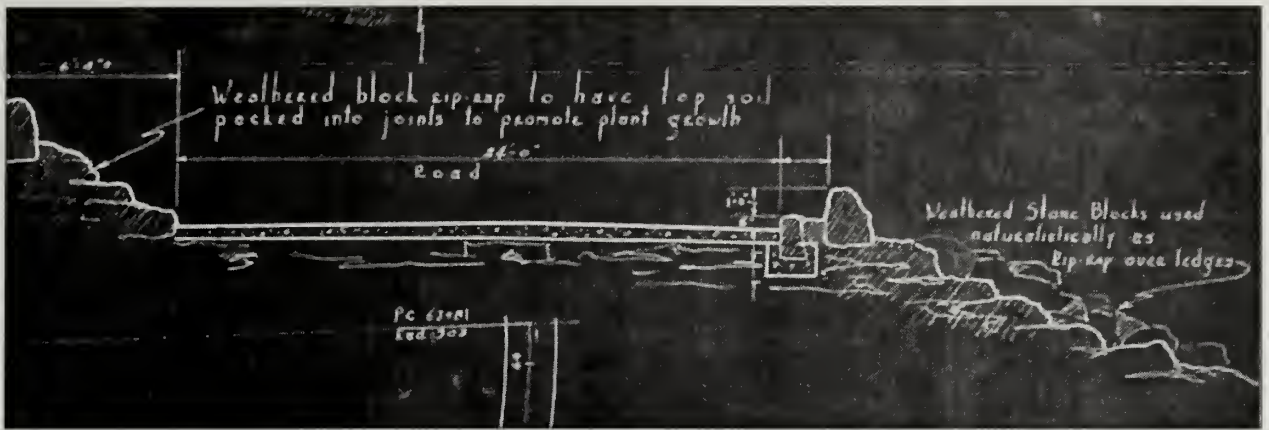 Weathered block rip-rap to have top soil
packed into joints to promote plant growth
Road
Weathered Stone Blocks used
naturalistically as
Rip-rap over ledges